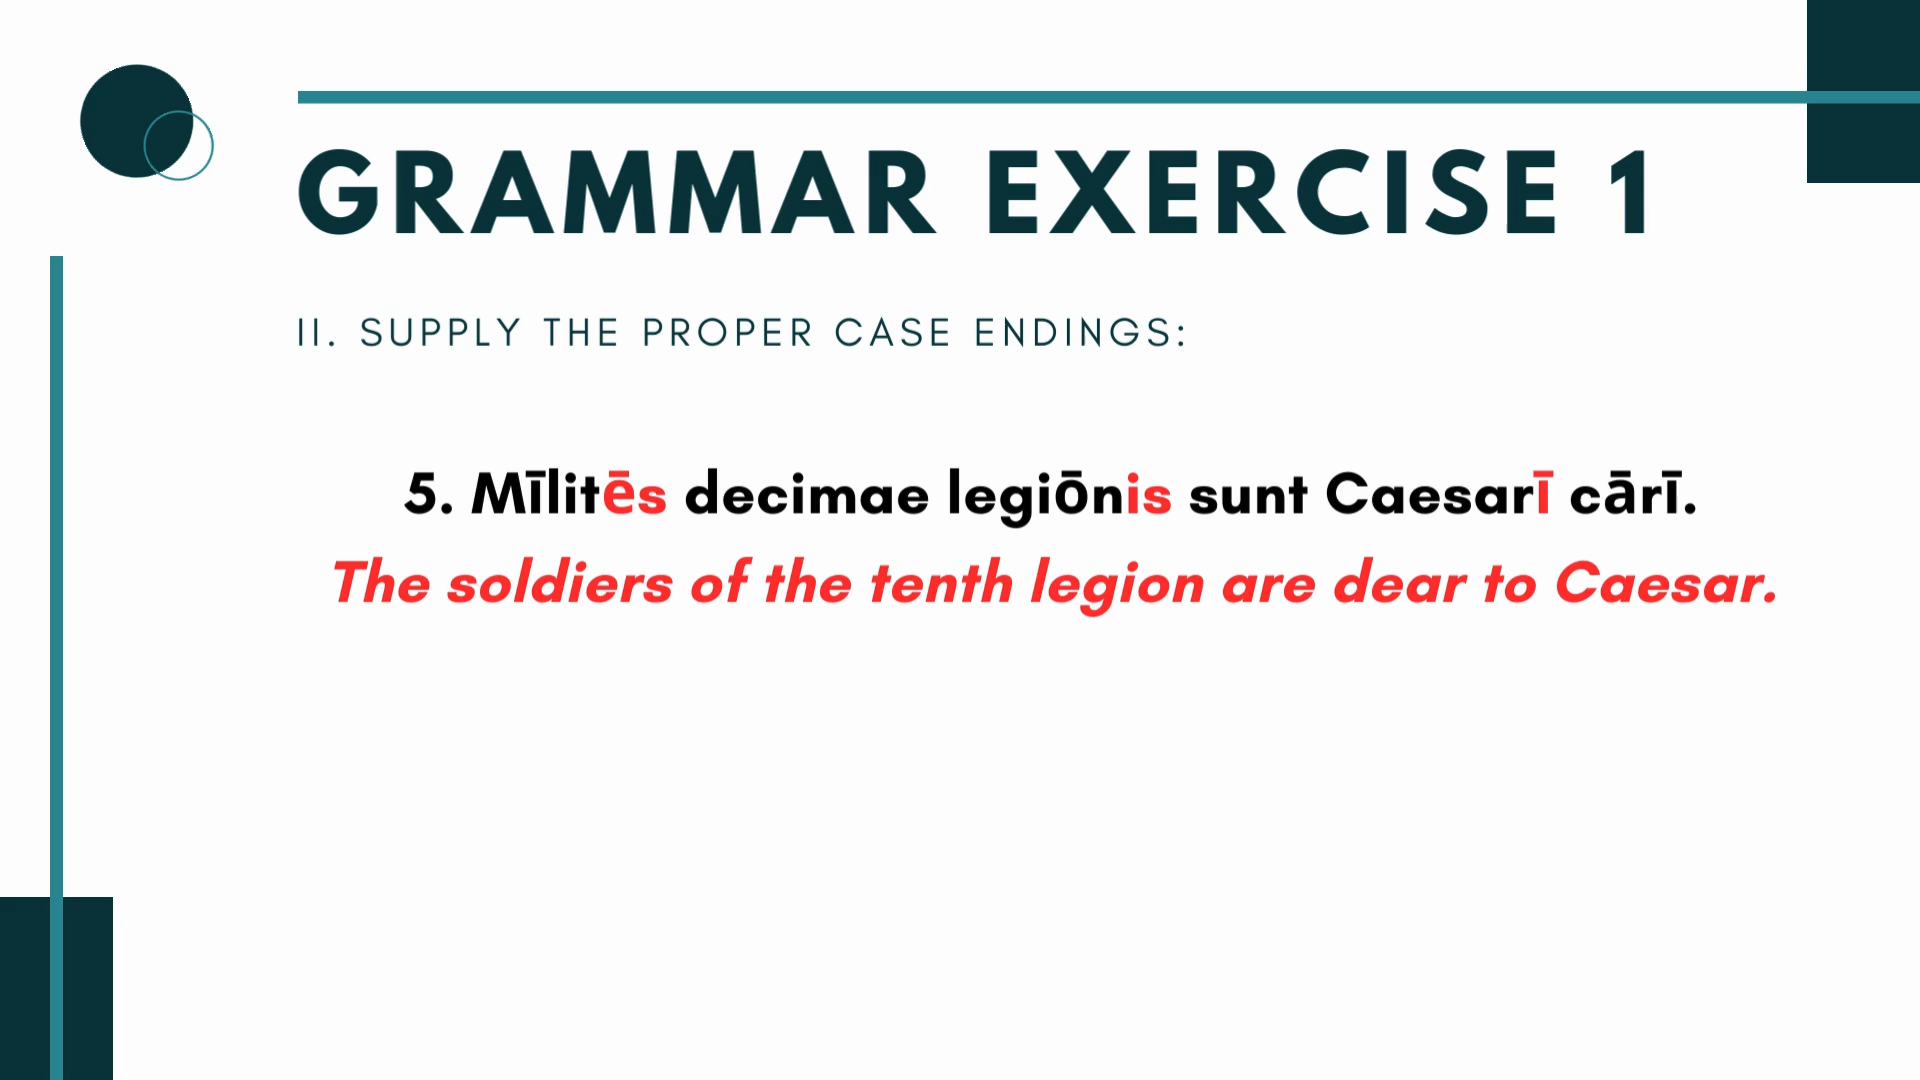 GRAMMAR EXERCISE 1
II. SUPPLY THE PROPER CASE ENDINGS:
5. Mīlitēs decimae legiōnis sunt Caesarī cārī.
The soldiers of the tenth legion are dear to Caesar.